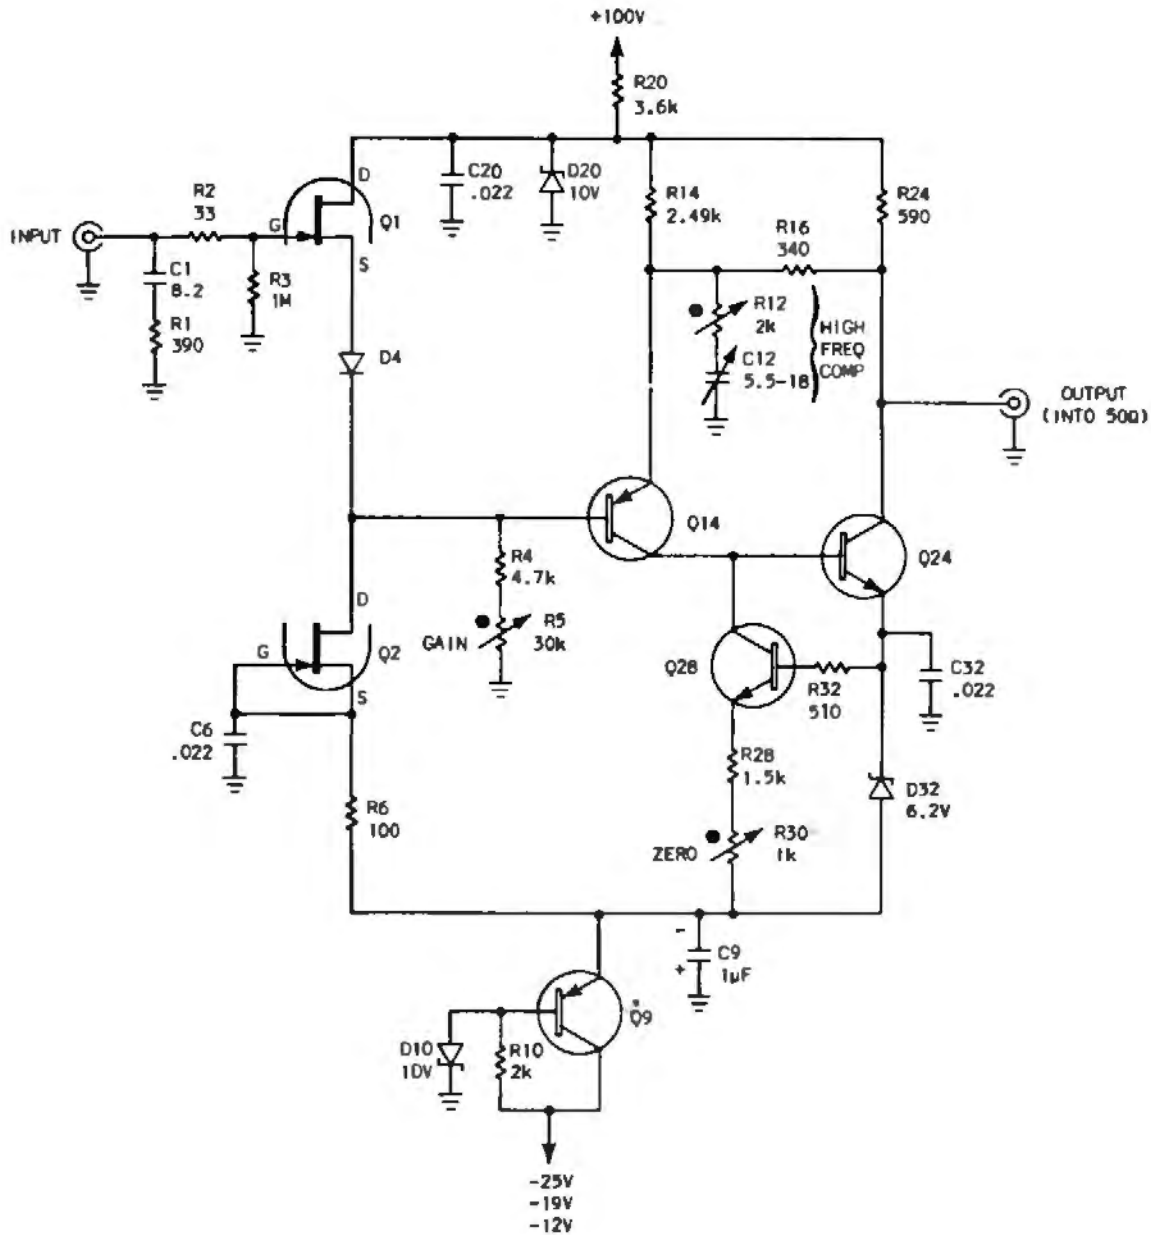 +100V
R20
3.6k
D
C20
.022
D20
10V
R14
2.49k
R24
590
R2
33
G
Q1
R16
340
INPUT
S
C1
8.2
R3
1M
R12
2k
HIGH
FREQ
COMP
R1
390
D4
C12
5.5-18
OUTPUT
(INTO 50Ω)
Q14
Q24
R4
4.7k
D
GAIN
R5
30k
G
Q2
Q28
R32
510
C32
.022
S
C6
.022
R28
1.5k
D32
6.2V
R6
100
ZERO
R30
1k
-
+
C9
1µF
*
Q9
D10
10V
R10
2k
-25V
-19V
-12V